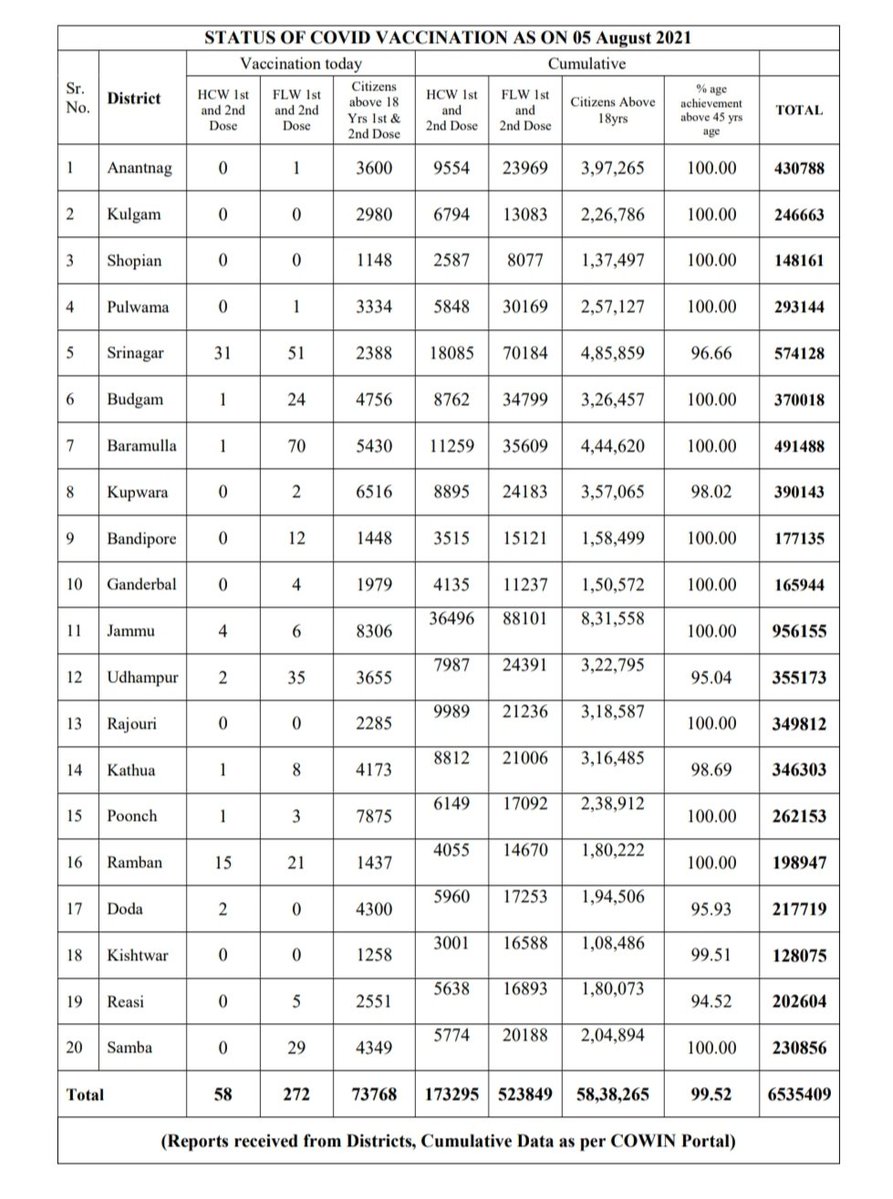 STATUS OF COVID VACCINATION AS ON 05 August 2021
Sr. No. District Vaccination today Cumulative
HCW 1st and 2nd Dose FLW 1st and 2nd Dose Citizens above 18 Yrs 1st & 2nd Dose HCW 1st and 2nd Dose FLW 1st and 2nd Dose Citizens Above 18yrs % age achievement above 45 yrs age TOTAL
1 Anantnag 0 1 3600 9554 23969 3,97,265 100.00 430788
2 Kulgam 0 0 2980 6794 13083 2,26,786 100.00 246663
3 Shopian 0 0 1148 2587 8077 1,37,497 100.00 148161
4 Pulwama 0 1 3334 5848 30169 2,57,127 100.00 293144
5 Srinagar 31 51 2388 18085 70184 4,85,859 96.66 574128
6 Budgam 1 24 4756 8762 34799 3,26,457 100.00 370018
7 Baramulla 1 70 5430 11259 35609 4,44,620 100.00 491488
8 Kupwara 0 2 6516 8895 24183 3,57,065 98.02 390143
9 Bandipore 0 12 1448 3515 15121 1,58,499 100.00 177135
10 Ganderbal 0 4 1979 4135 11237 1,50,572 100.00 165944
11 Jammu 4 6 8306 36496 88101 8,31,558 100.00 956155
12 Udhampur 2 35 3655 7987 24391 3,22,795 95.04 355173
13 Rajouri 0 0 2285 9989 21236 3,18,587 100.00 349812
14 Kathua 1 8 4173 8812 21006 3,16,485 98.69 346303
15 Poonch 1 3 7875 6149 17092 2,38,912 100.00 262153
16 Ramban 15 21 1437 4055 14670 1,80,222 100.00 198947
17 Doda 2 0 4300 5960 17253 1,94,506 95.93 217719
18 Kishtwar 0 0 1258 3001 16588 1,08,486 99.51 128075
19 Reasi 0 5 2551 5638 16893 1,80,073 94.52 202604
20 Samba 0 29 4349 5774 20188 2,04,894 100.00 230856
Total 58 272 73768 173295 523849 58,38,265 99.52 6535409
(Reports received from Districts, Cumulative Data as per COWIN Portal)